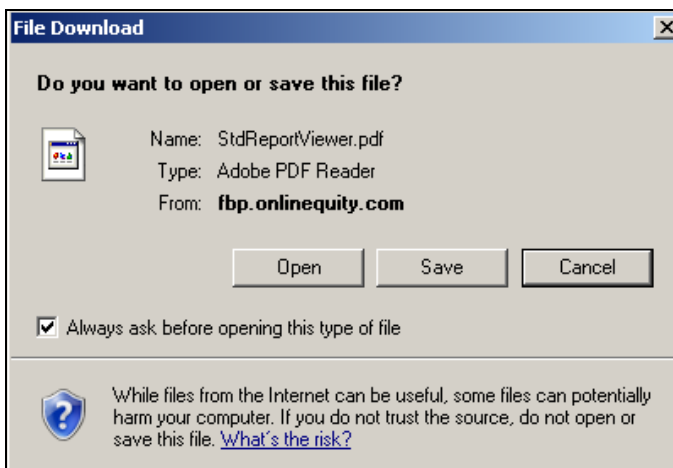 File Download
Do you want to open or save this file?
Name: StdReportViewer.pdf
Type: Adobe PDF Reader
From: fbp.onlinequity.com
Open Save Cancel
Always ask before opening this type of file
While files from the Internet can be useful, some files can potentially
harm your computer. If you do not trust the source, do not open or
save this file. What's the risk?